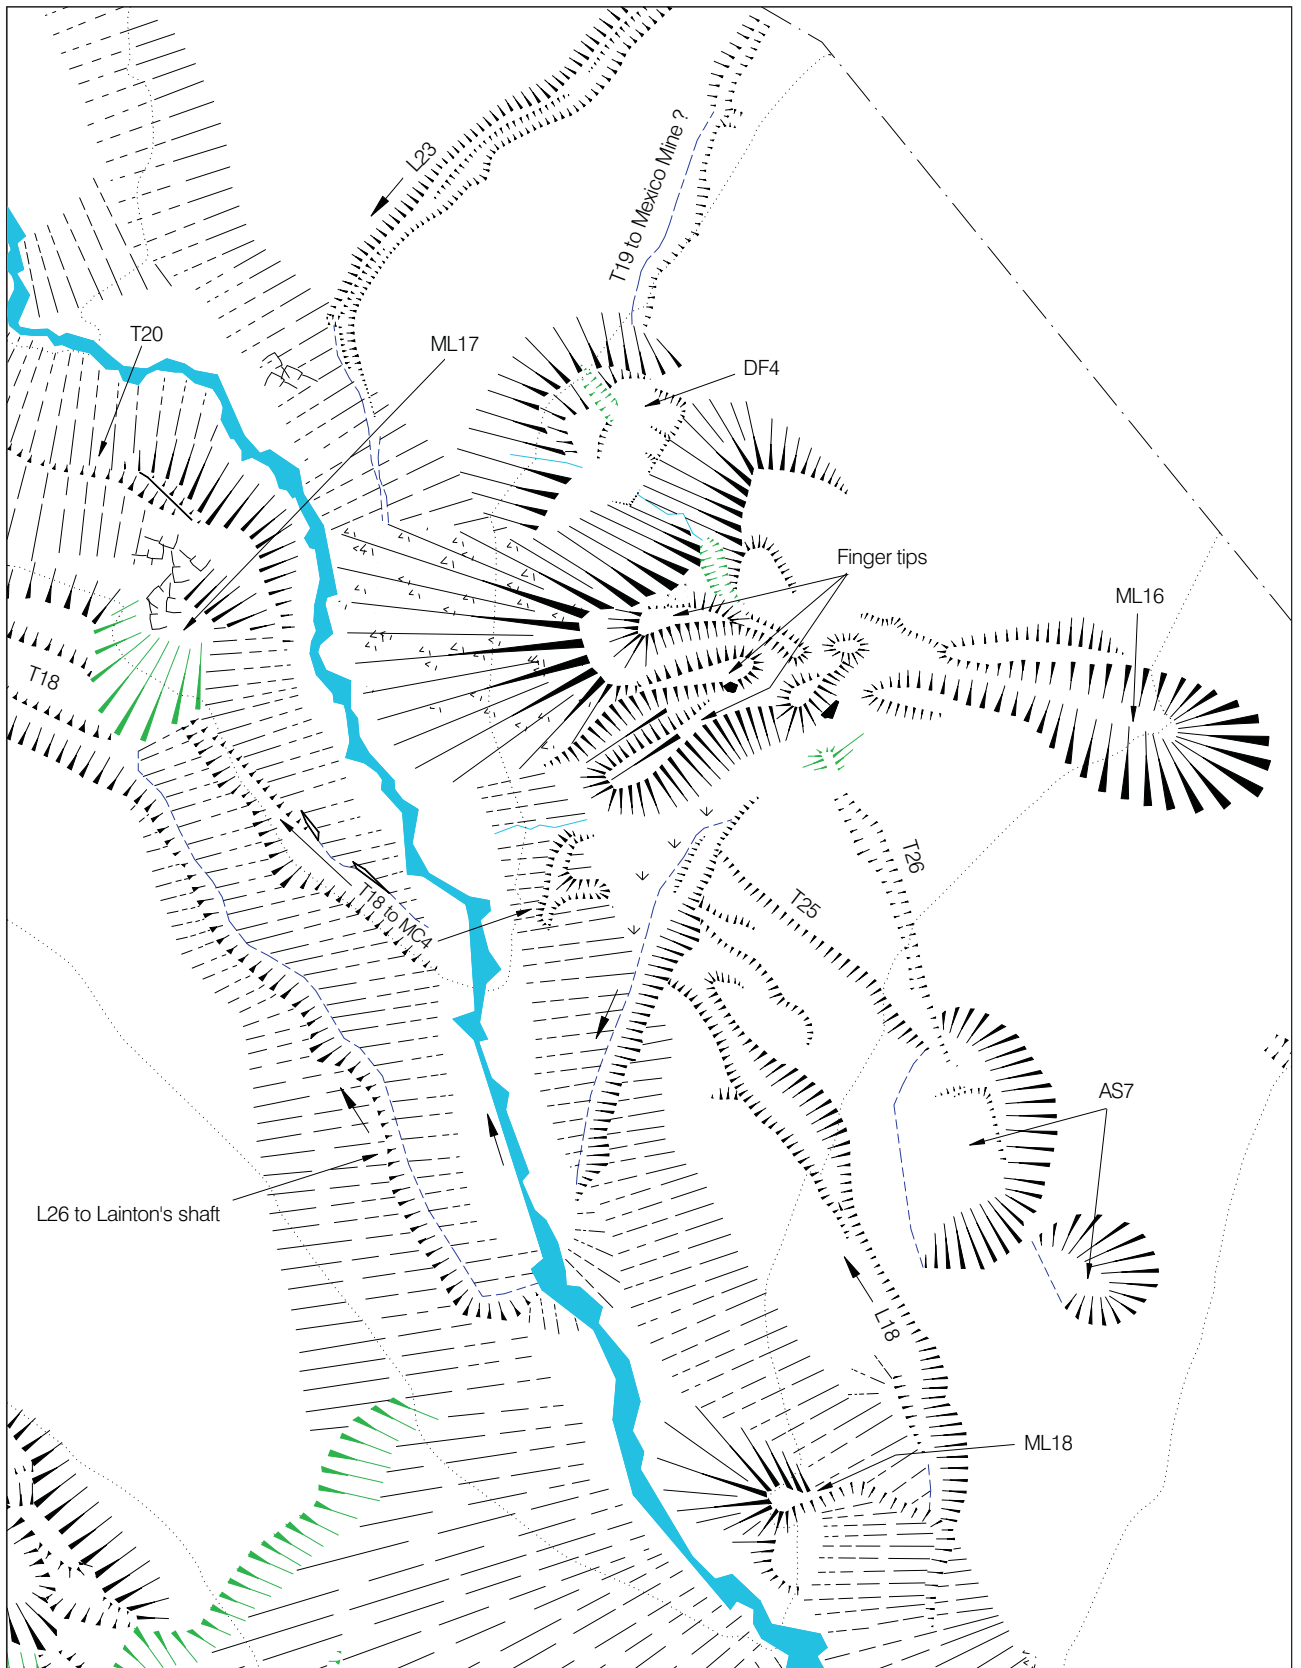 L23
T19 to Mexico Mine ?
T20
ML17
DF4
Finger tips
ML16
T18
T26
T18 to MC4
T25
AS7
L26 to Lainton's shaft
L18
ML18